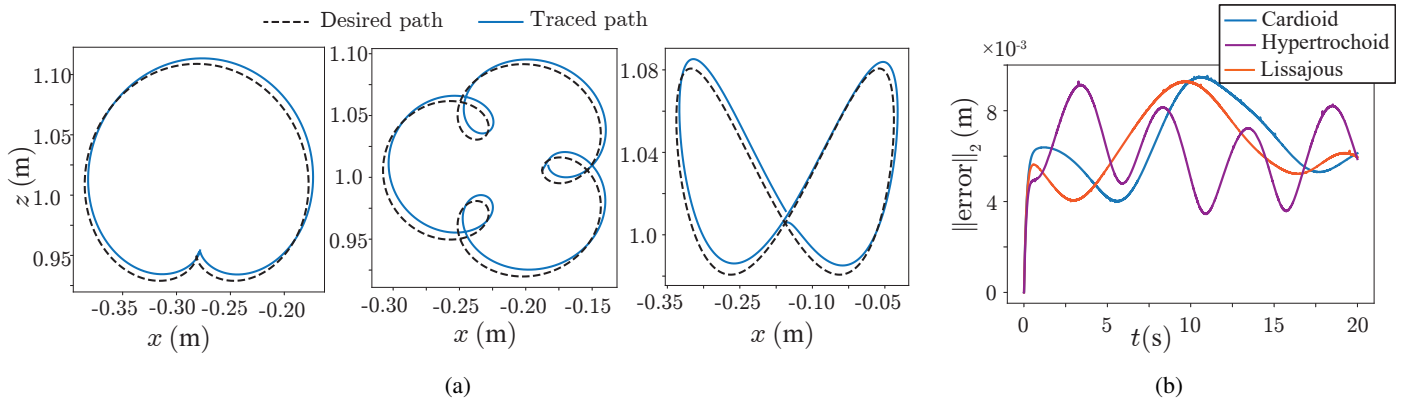 Desired path
Traced path
1.10
1.05
1.0
0.95
z (m)
-0.35
-0.30
-0.25
-0.20
x (m)
1.10
1.05
1.0
0.95
-0.30
-0.25
-0.20
-0.15
x (m)
1.08
1.04
1.0
-0.35
-0.25
-0.10
-0.05
x (m)
(a)
Cardioid
Hypertrochoid
Lissajous
×10⁻³
8
4
0
||error||₂ (m)
0
5
10
15
20
t(s)
(b)